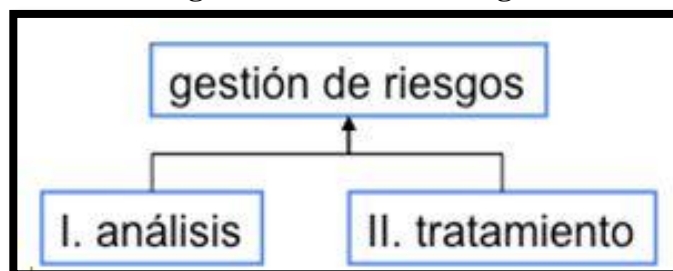 gestión de riesgos
I. análisis
II. tratamiento